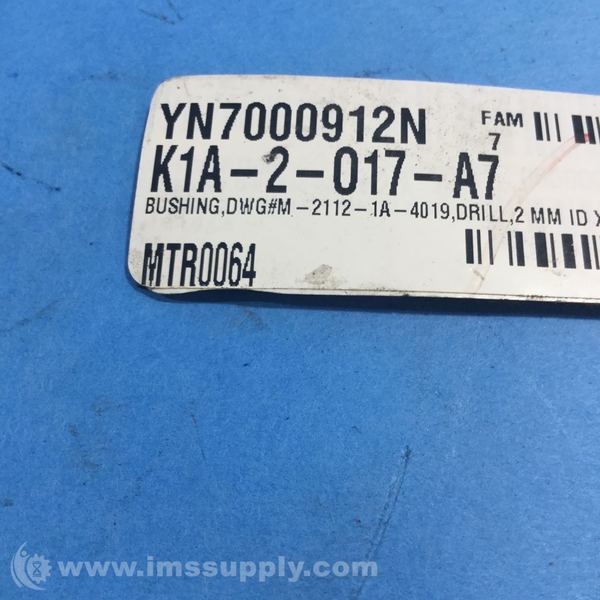 YN7000912N FAM
7
K1A-2-017-A7
BUSHING,DWG#M-2112-1A-4019,DRILL,2 MM ID X
MTR0064
www.imssupply.com